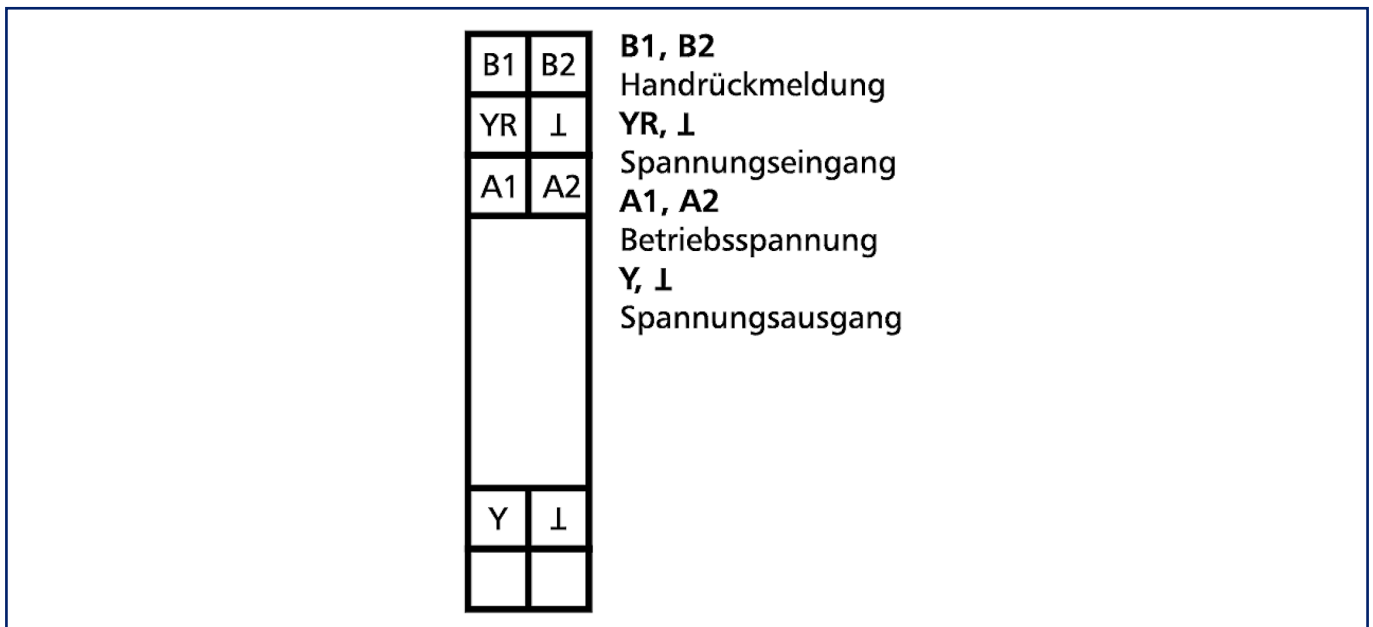 B1 B2
YR ⊥
A1 A2
Y ⊥
B1, B2
Handrückmeldung
YR, ⊥
Spannungseingang
A1, A2
Betriebsspannung
Y, ⊥
Spannungsausgang